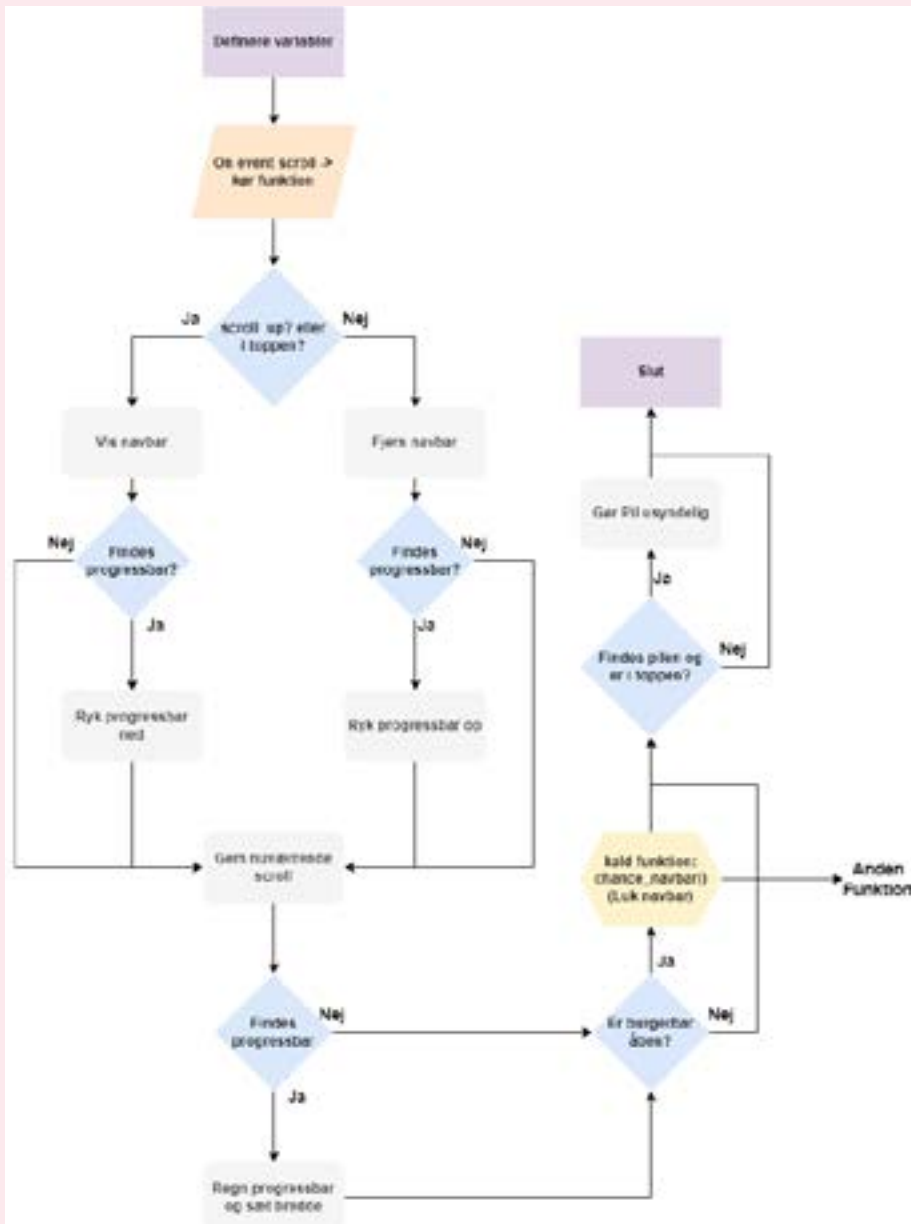 Definere variabler
On event scroll ->
kør funktion
scroll up? eller
i toppen?
Ja
Nej
Vis navbar
Fjern navbar
Findes
progressbar?
Nej
Ja
Findes
progressbar?
Nej
Ja
Ryk progressbar
ned
Ryk progressbar op
Gem nuværende
scroll
Findes
progressbar
Nej
Ja
Regn progressbar
og sæt bredde
Er burgerbar
åben?
Ja
Nej
kald funktion:
chance_navbar()
(Luk navbar)
Anden
Funktion
Findes pilen og
er i toppen?
Ja
Nej
Gør Pil usyndelig
Slut